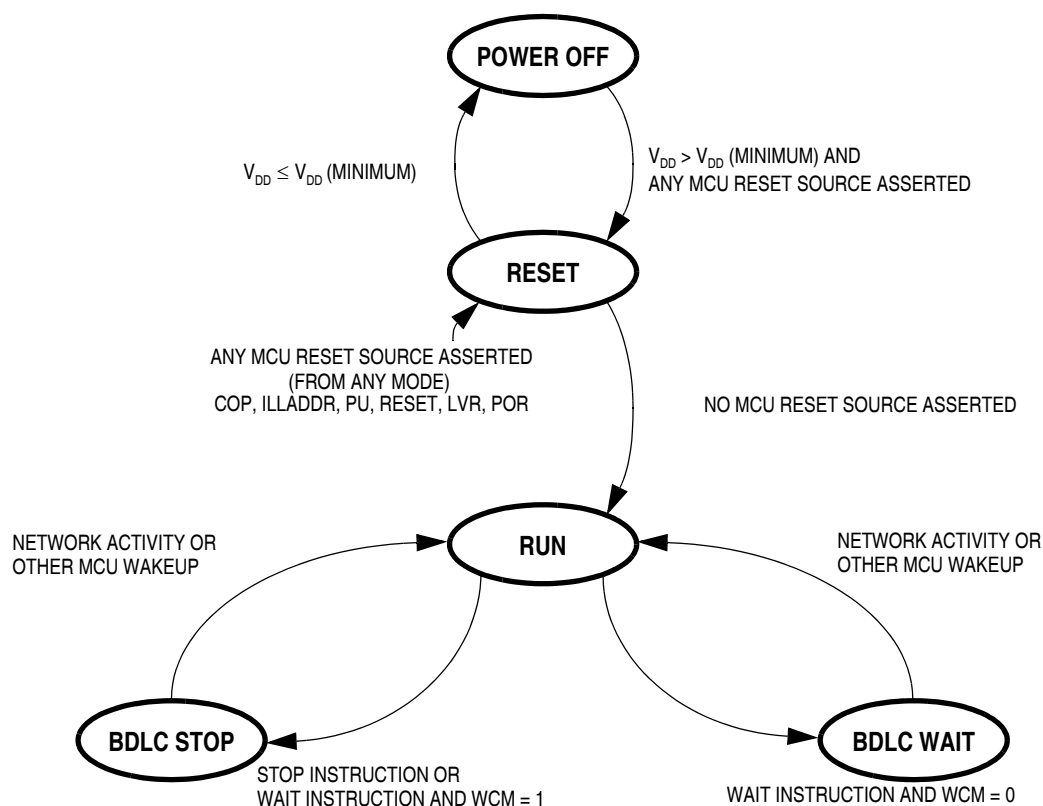 POWER OFF
V_DD ≤ V_DD (MINIMUM)
V_DD > V_DD (MINIMUM) AND
ANY MCU RESET SOURCE ASSERTED
RESET
ANY MCU RESET SOURCE ASSERTED
(FROM ANY MODE)
COP, ILLADDR, PU, RESET, LVR, POR
NO MCU RESET SOURCE ASSERTED
NETWORK ACTIVITY OR
OTHER MCU WAKEUP
RUN
NETWORK ACTIVITY OR
OTHER MCU WAKEUP
BDLC STOP
BDLC WAIT
STOP INSTRUCTION OR
WAIT INSTRUCTION AND WCM = 1
WAIT INSTRUCTION AND WCM = 0